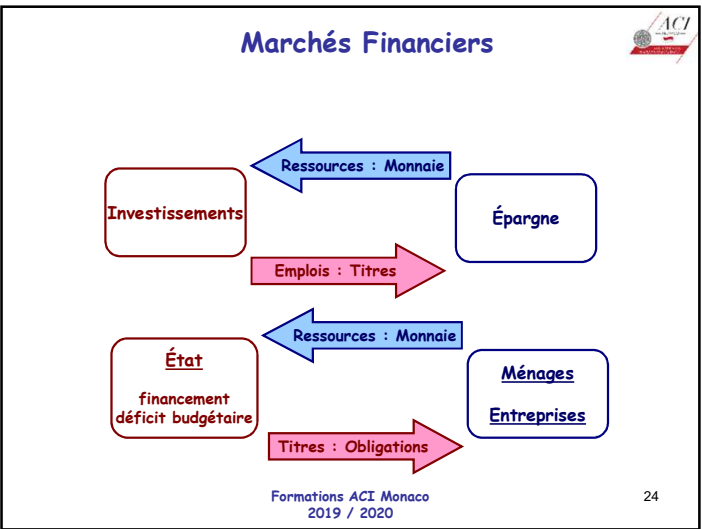 Marchés Financiers
ACI
Ressources : Monnaie
Investissements
Épargne
Emplois : Titres
Ressources : Monnaie
État
financement
déficit budgétaire
Ménages
Entreprises
Titres : Obligations
Formations ACI Monaco
2019 / 2020
24